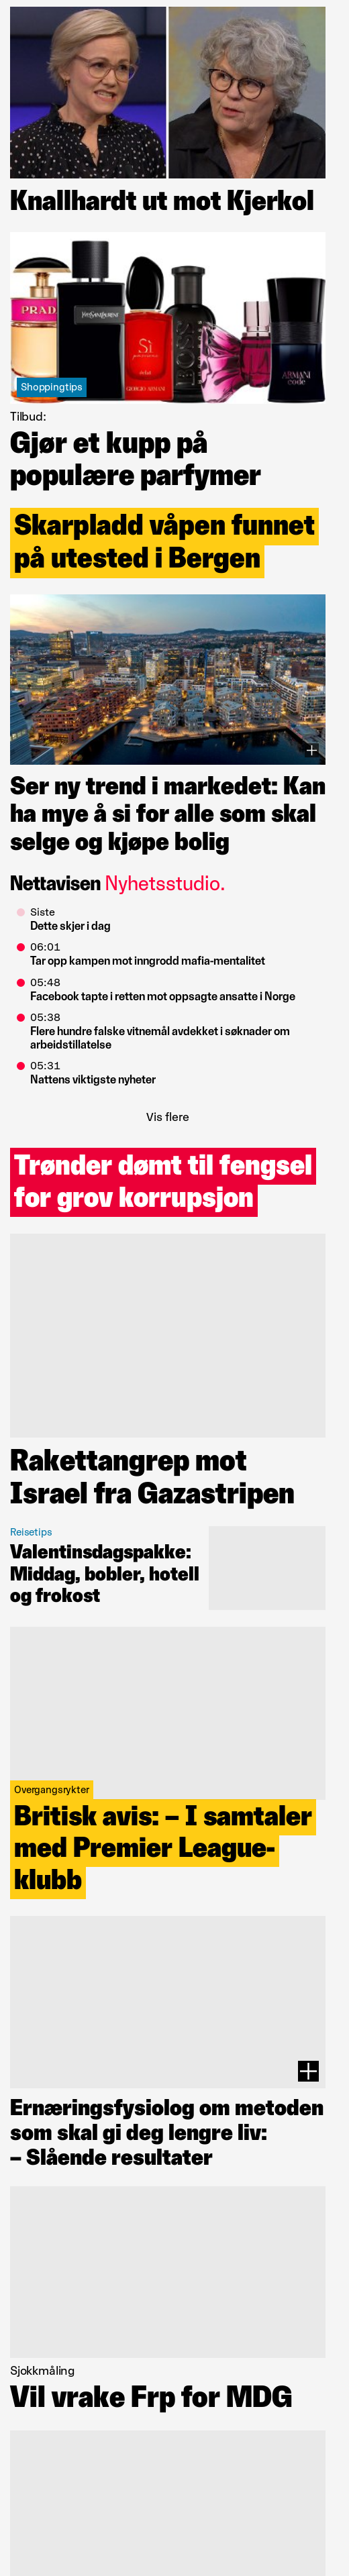 Knallhardt ut mot Kjerkol
PRADA
YVESSAINTLAURENT
Sì
GIORGIO ARMANI
BOSS
ARMANI
code
Shoppingtips
Tilbud:
Gjør et kupp på
populære parfymer
Skarpladd våpen funnet
på utested i Bergen
Ser ny trend i markedet: Kan
ha mye å si for alle som skal
selge og kjøpe bolig
Nettavisen Nyhetsstudio.
Siste
Dette skjer i dag
06:01
Tar opp kampen mot inngrodd mafia-mentalitet
05:48
Facebook tapte i retten mot oppsagte ansatte i Norge
05:38
Flere hundre falske vitnemål avdekket i søknader om
arbeidstillatelse
05:31
Nattens viktigste nyheter
Vis flere
Trønder dømt til fengsel
for grov korrupsjon
Rakettangrep mot
Israel fra Gazastripen
Reisetips
Valentinsdagspakke:
Middag, bobler, hotell
og frokost
Overgangsrykter
Britisk avis: – I samtaler
med Premier League-
klubb
Ernæringsfysiolog om metoden
som skal gi deg lengre liv:
– Slående resultater
Sjokkmåling
Vil vrake Frp for MDG